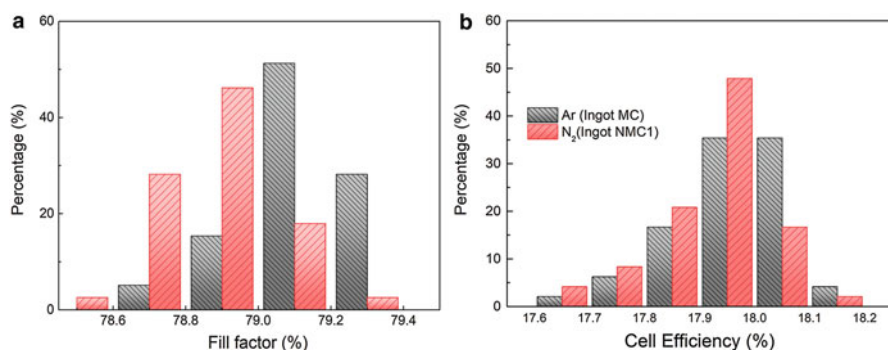 a
Percentage (%)
60
40
20
0
78.6 78.8 79.0 79.2 79.4
Fill factor (%)
b
Percentage (%)
60
50
40
30
20
10
0
Ar (Ingot MC)
N₂(Ingot NMC1)
17.6 17.7 17.8 17.9 18.0 18.1 18.2
Cell Efficiency (%)